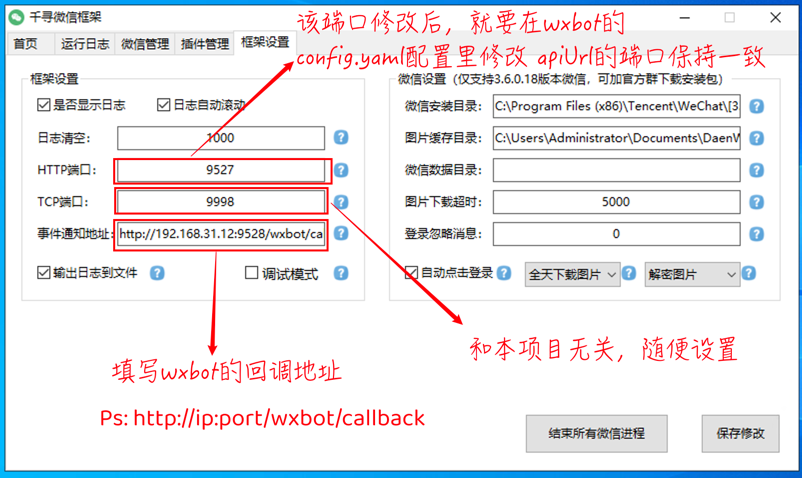 千寻微信框架
该端口修改后，就要在wxbot的
config.yaml配置里修改 apiUrl的端口保持一致
首页 运行日志 微信管理 插件管理 框架设置
框架设置
是否显示日志 日志自动滚动
日志清空： 1000 ?
HTTP端口： 9527 ?
TCP端口： 9998 ?
事件通知地址： http://192.168.31.12:9528/wxbot/ca ?
输出日志到文件 ? 调试模式 ?
微信设置（仅支持3.6.0.18版本微信，可加官方群下载安装包）
微信安装目录： C:\Program Files (x86)\Tencent\WeChat\[3 ?
图片缓存目录： C:\Users\Administrator\Documents\DaenW ?
微信数据目录： ?
图片下载超时： 5000 ?
登录忽略消息： 0 ?
自动点击登录 ? 全天下载图片 ? 解密图片 ?
填写wxbot的回调地址
Ps: http://ip:port/wxbot/callback
和本项目无关，随便设置
结束所有微信进程 保存修改